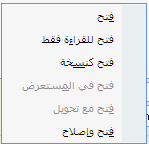 فتح
فتح للقراءة فقط
فتح كنسخة
فتح في المستعرض
فتح مع تحويل
فتح وإصلاح